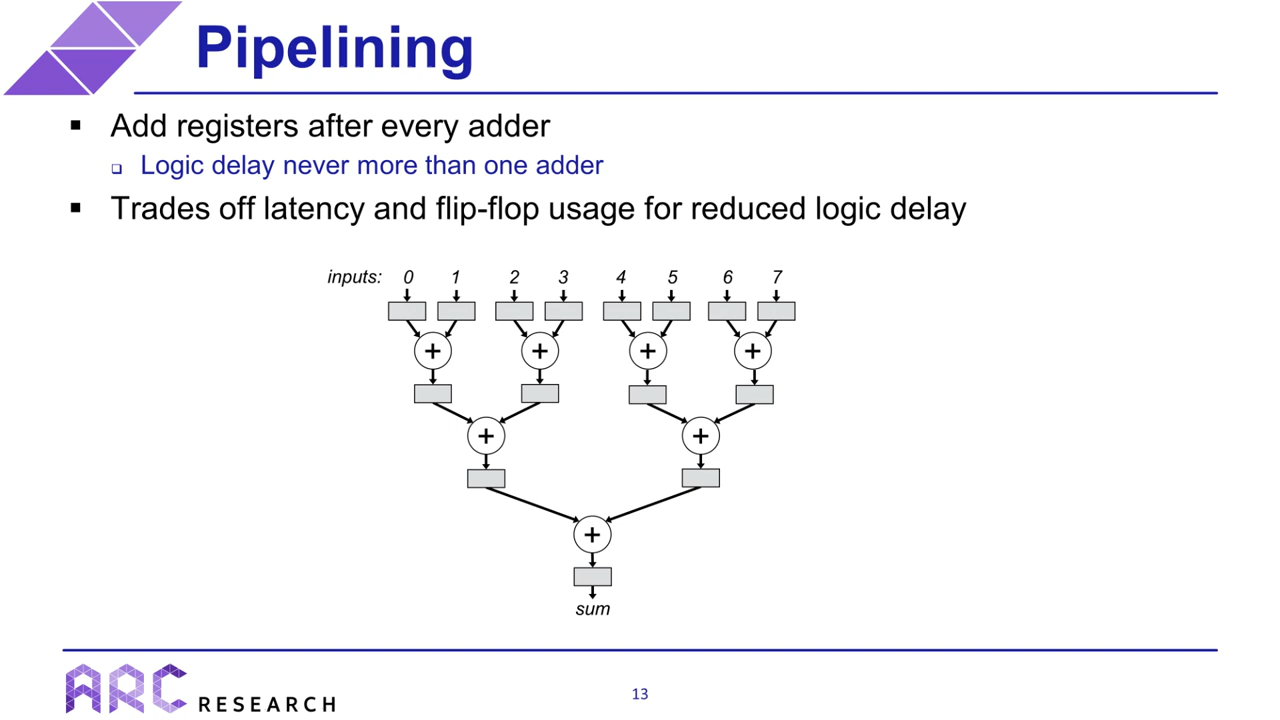 Pipelining
▪ Add registers after every adder
❑ Logic delay never more than one adder
▪ Trades off latency and flip-flop usage for reduced logic delay
inputs: 0 1 2 3 4 5 6 7
+ + + +
+ +
+
sum
ARC RESEARCH
13